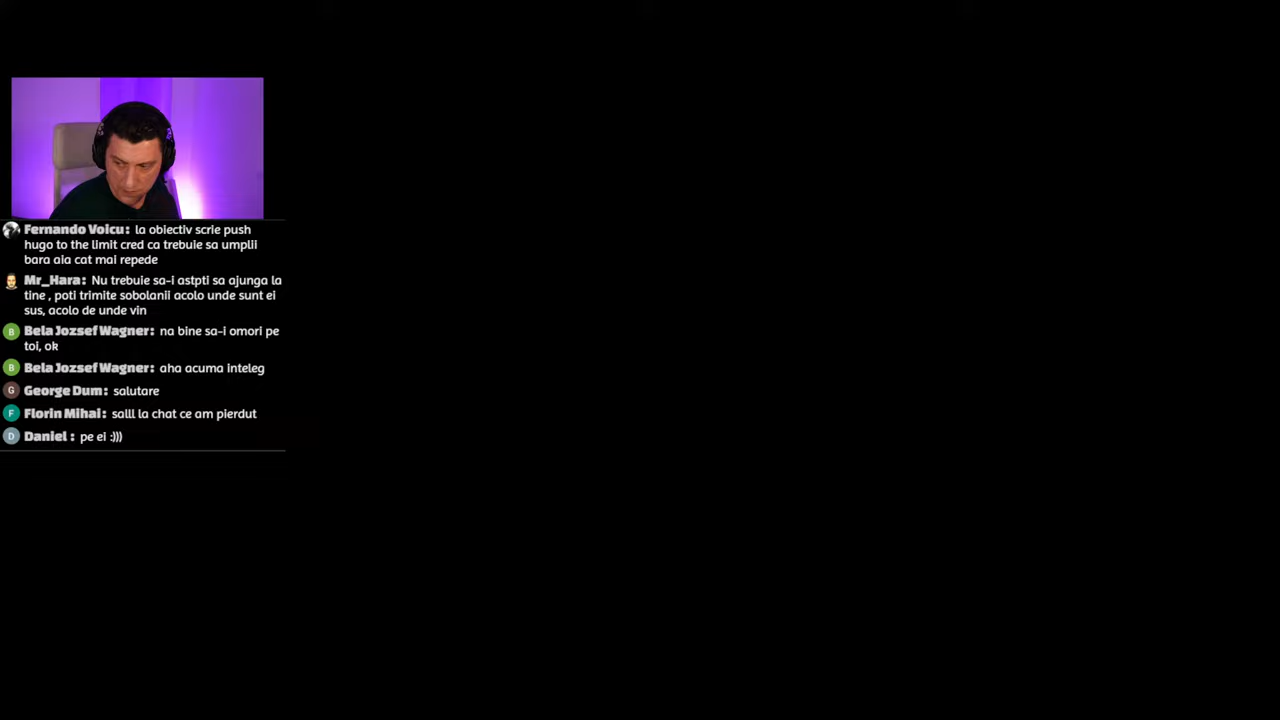 Fernando Voicu: la obiectiv scrie push
hugo to the limit cred ca trebuie sa umplii
bara aia cat mai repede
Mr_Hara: Nu trebuie sa-i astpti sa ajunga la
tine , poti trimite sobolanii acolo unde sunt ei
sus, acolo de unde vin
B Bela Jozsef Wagner: na bine sa-i omori pe
toi, ok
B Bela Jozsef Wagner: aha acuma inteleg
G George Dum: salutare
F Florin Mihai: salll la chat ce am pierdut
D Daniel : pe ei :)))